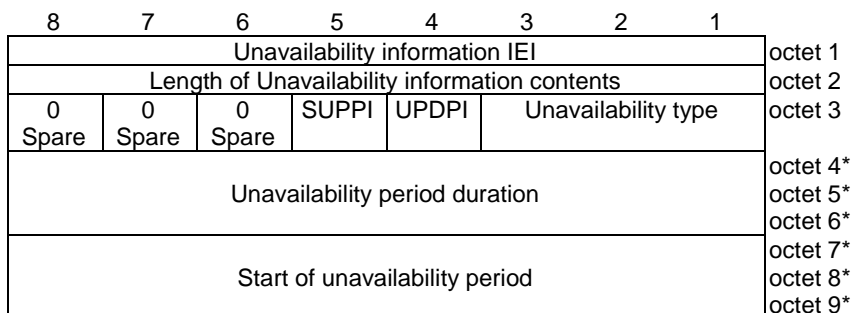 8 7 6 5 4 3 2 1
Unavailability information IEI octet 1
Length of Unavailability information contents octet 2
0 0 0 SUPPI UPDPI Unavailability type octet 3
Spare Spare Spare
octet 4*
Unavailability period duration octet 5*
octet 6*
octet 7*
Start of unavailability period octet 8*
octet 9*